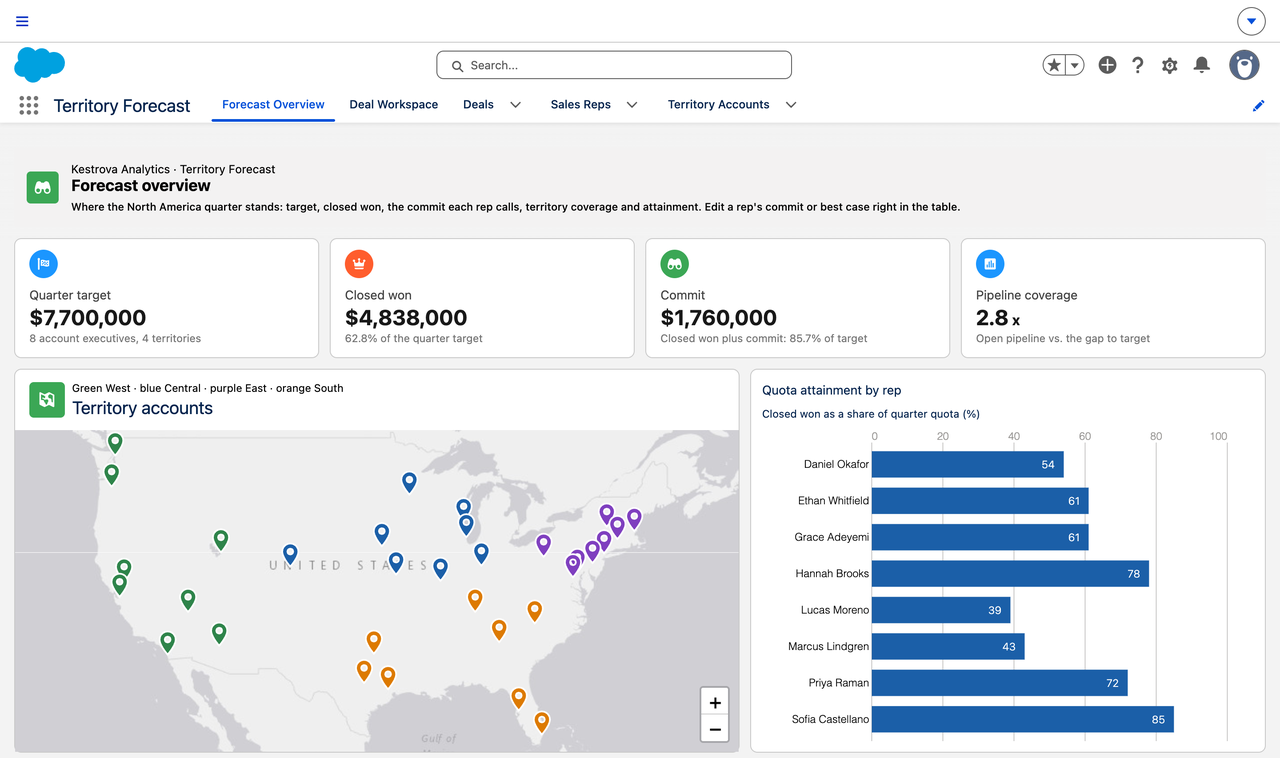 Search...
Territory Forecast
Forecast Overview
Deal Workspace
Deals
Sales Reps
Territory Accounts
Kestrova Analytics · Territory Forecast
Forecast overview
Where the North America quarter stands: target, closed won, the commit each rep calls, territory coverage and attainment. Edit a rep's commit or best case right in the table.
Quarter target
$7,700,000
8 account executives, 4 territories
Closed won
$4,838,000
62.8% of the quarter target
Commit
$1,760,000
Closed won plus commit: 85.7% of target
Pipeline coverage
2.8 x
Open pipeline vs. the gap to target
Green West · blue Central · purple East · orange South
Territory accounts
UNITED STATES
Gulf of
+
−
Quota attainment by rep
Closed won as a share of quarter quota (%)
0 20 40 60 80 100
Daniel Okafor 54
Ethan Whitfield 61
Grace Adeyemi 61
Hannah Brooks 78
Lucas Moreno 39
Marcus Lindgren 43
Priya Raman 72
Sofia Castellano 85